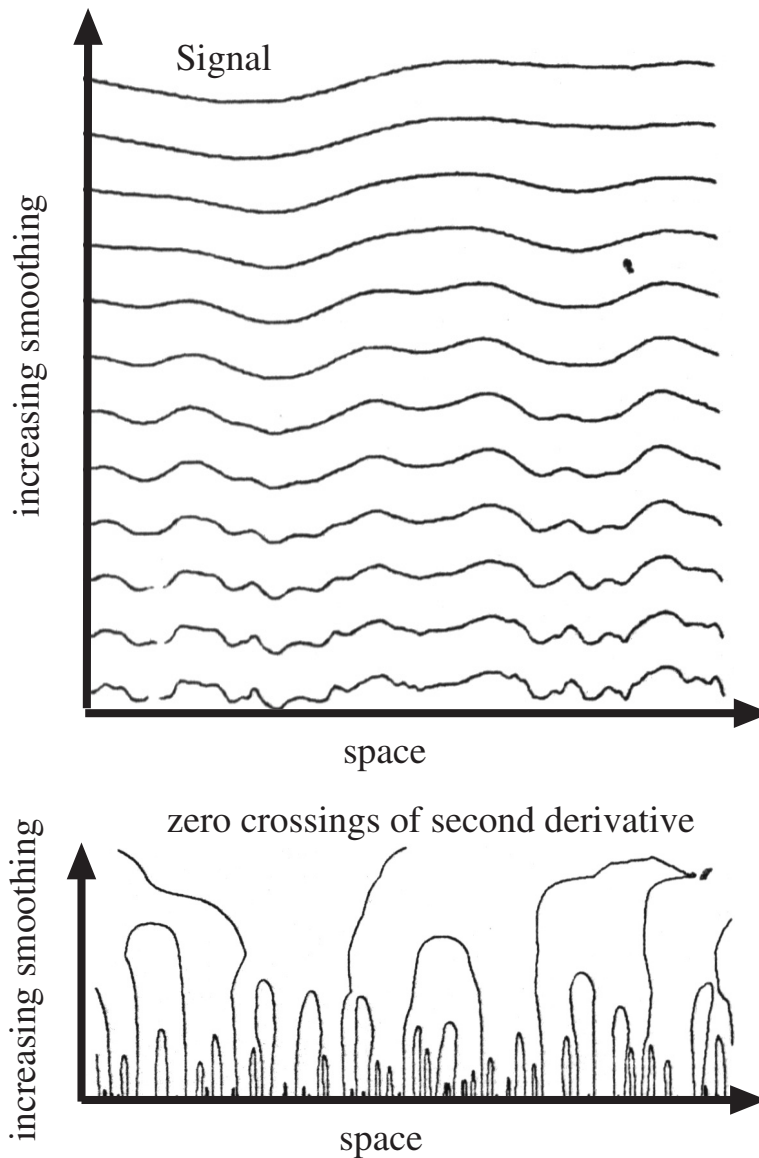 Signal
increasing smoothing
space
zero crossings of second derivative
increasing smoothing
space